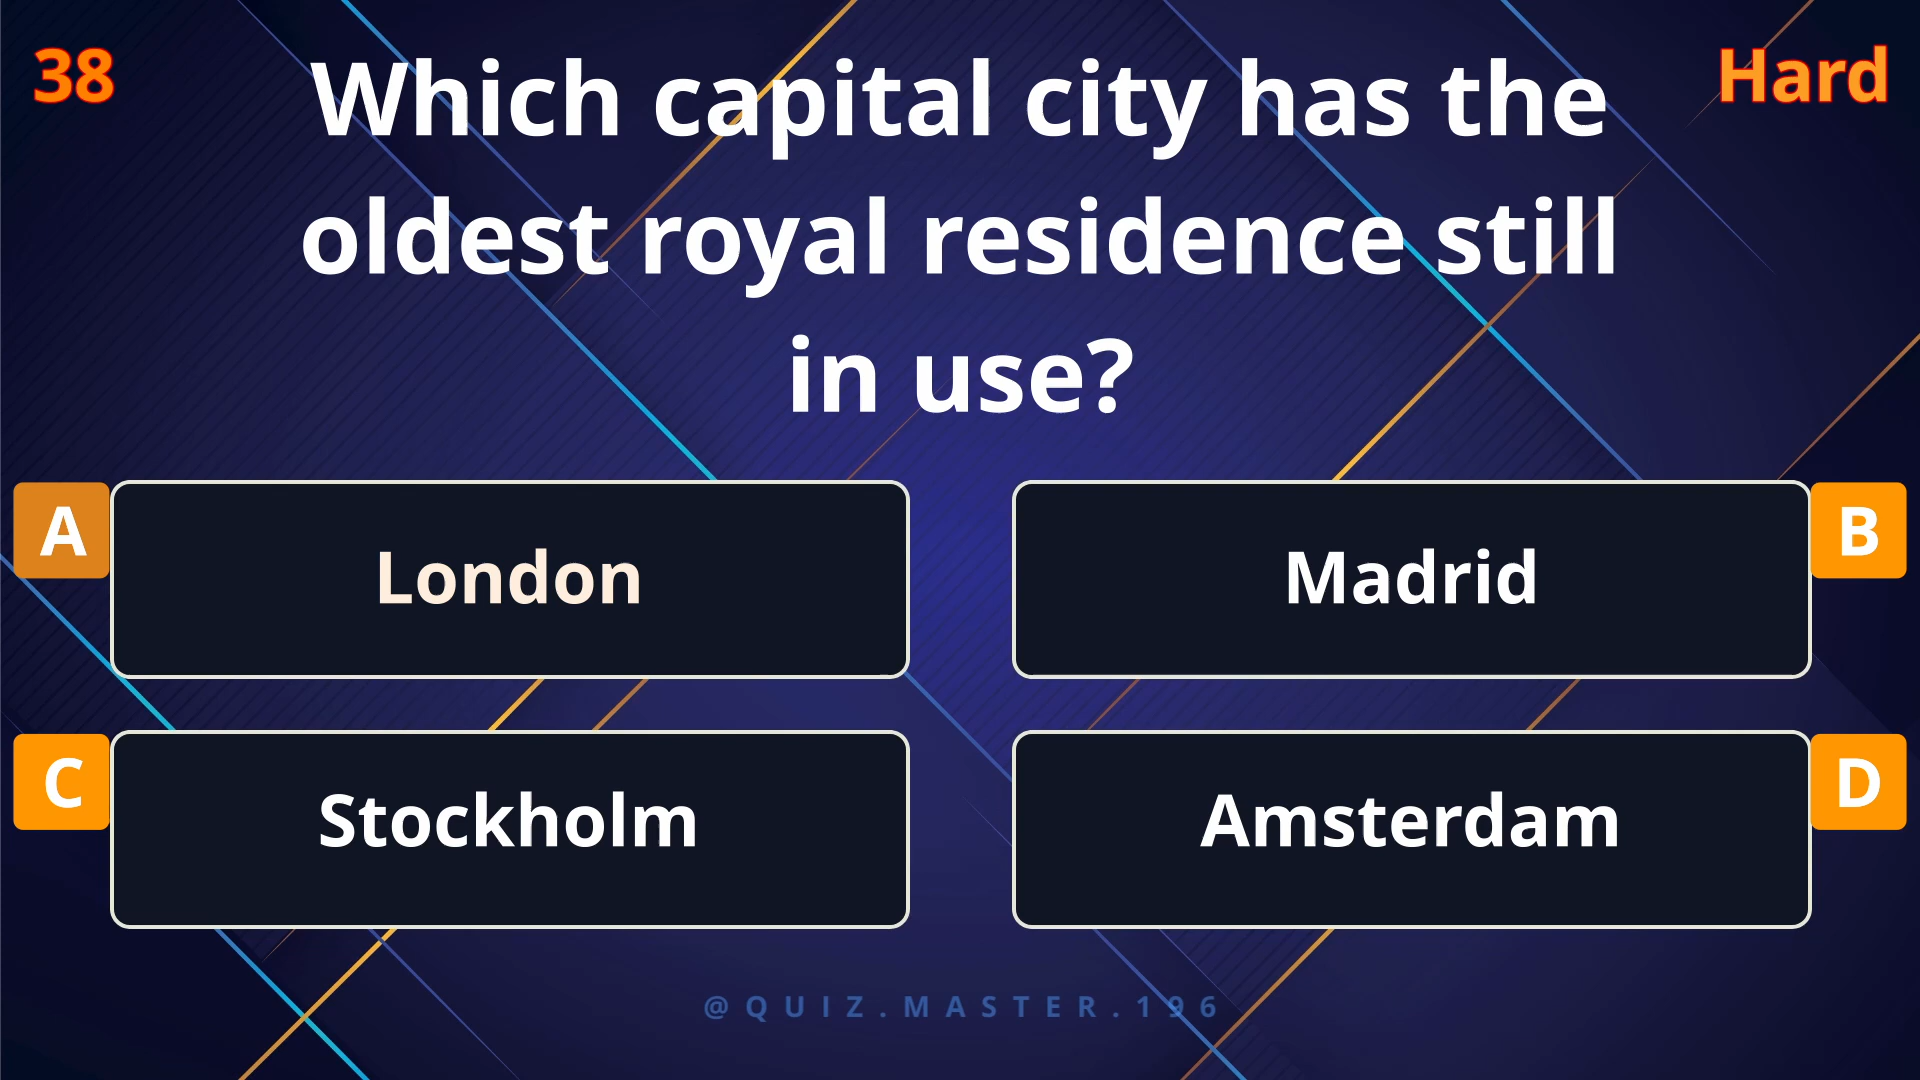 38
Hard
Which capital city has the
oldest royal residence still
in use?
A
London
B
Madrid
C
Stockholm
D
Amsterdam
@QUIZ.MASTER.196